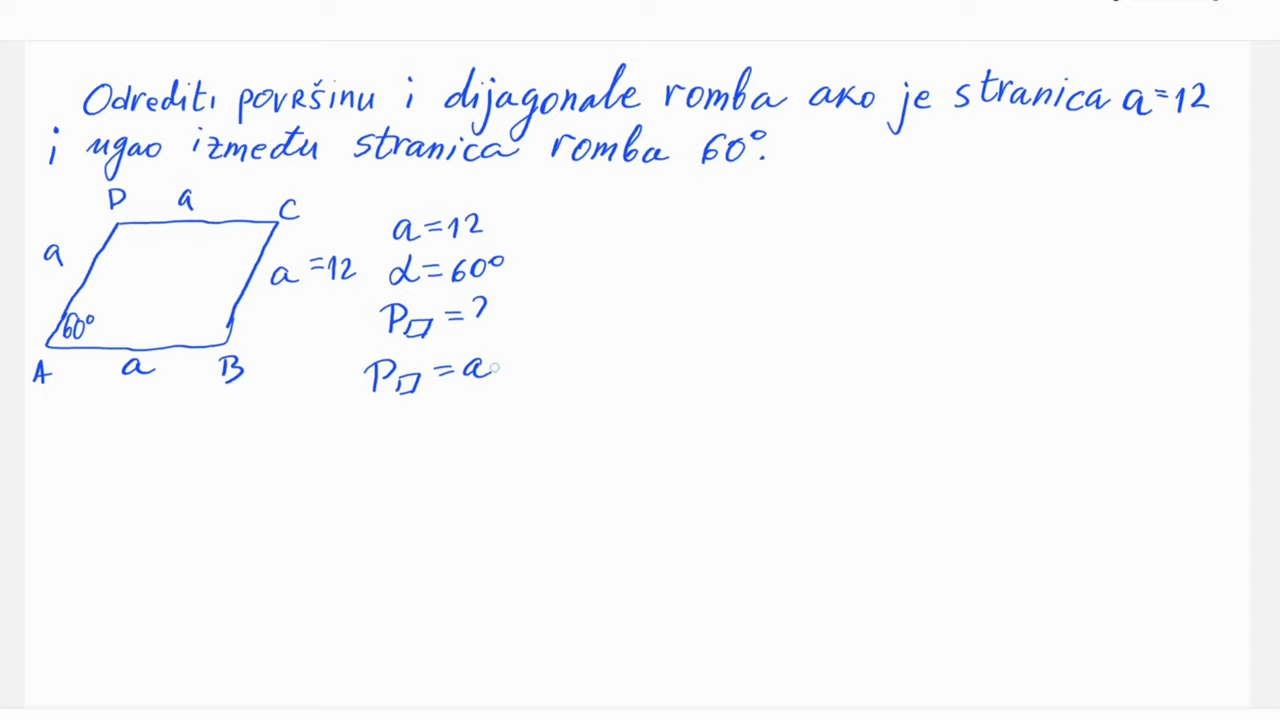 Odrediti površinu i dijagonale romba ako je stranica a=12
i ugao između stranica romba 60°.
D a C
a
a =12
60°
A a B
a=12
α=60°
P▱ = ?
P▱ = a